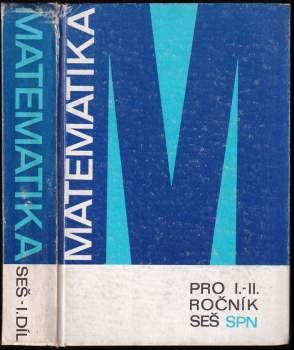 MATEMATIKA
SEŠ - I. DÍL
MATEMATIKA
PRO I.-II.
ROČNÍK
SEŠ SPN